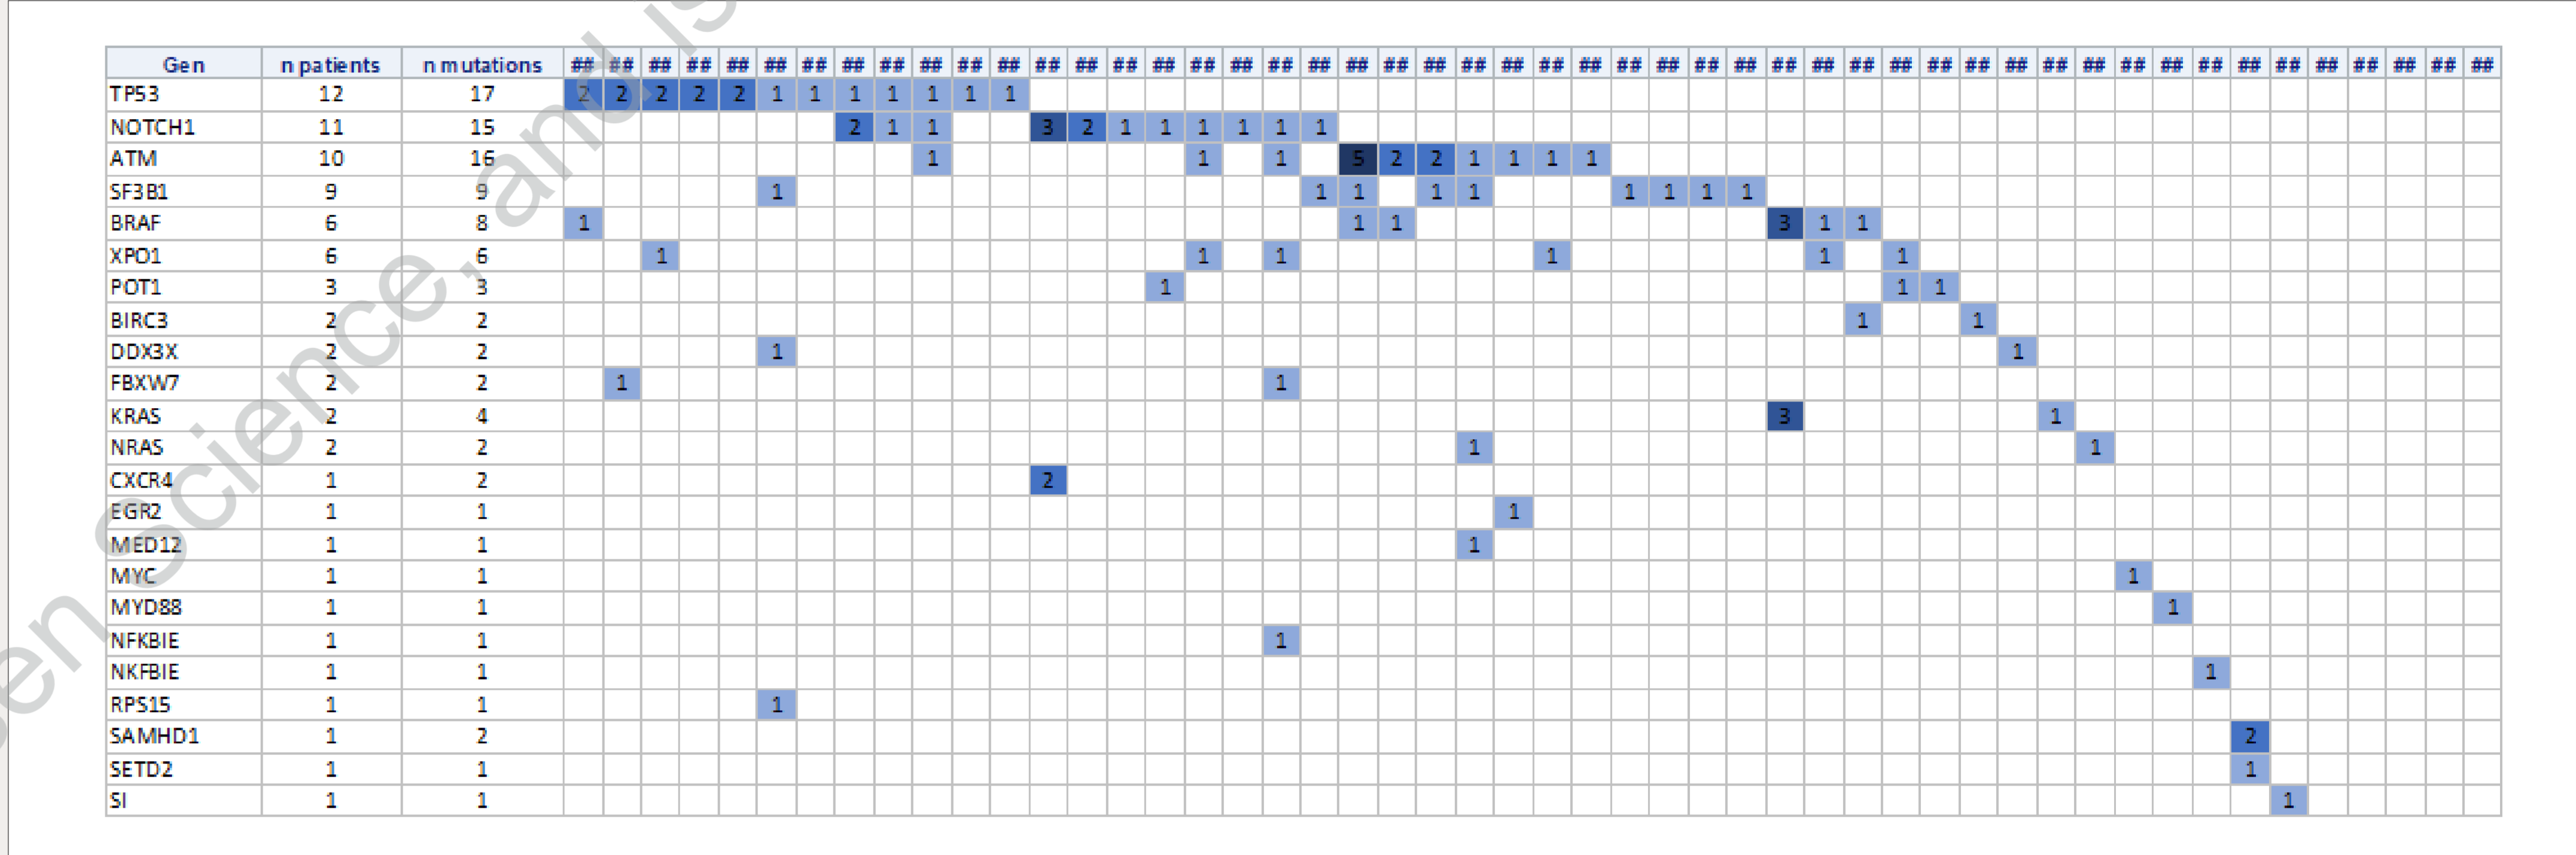 Gen n patients n mutations ## ## ## ## ## ## ## ## ## ## ## ## ## ## ## ## ## ## ## ## ## ## ## ## ## ## ## ## ## ## ## ## ## ## ## ## ## ## ## ## ## ## ## ## ## ## ## ## ## ##
TP53 12 17 2 2 2 2 2 1 1 1 1 1 1 1
NOTCH1 11 15 2 1 1 3 2 1 1 1 1 1 1
ATM 10 16 1 1 1 5 2 2 1 1 1 1
SF3B1 9 9 1 1 1 1 1 1 1 1 1
BRAF 6 8 1 1 1 3 1 1
XPO1 6 6 1 1 1 1 1 1
POT1 3 3 1 1 1
BIRC3 2 2 1 1
DDX3X 2 2 1 1
FBXW7 2 2 1 1
KRAS 2 4 3 1
NRAS 2 2 1 1
CXCR4 1 2 2
EGR2 1 1 1
MED12 1 1 1
MYC 1 1 1
MYD88 1 1 1
NFKBIE 1 1 1
NKFBIE 1 1 1
RPS15 1 1 1
SAMHD1 1 2 2
SETD2 1 1 1
SI 1 1 1
en Science, and is